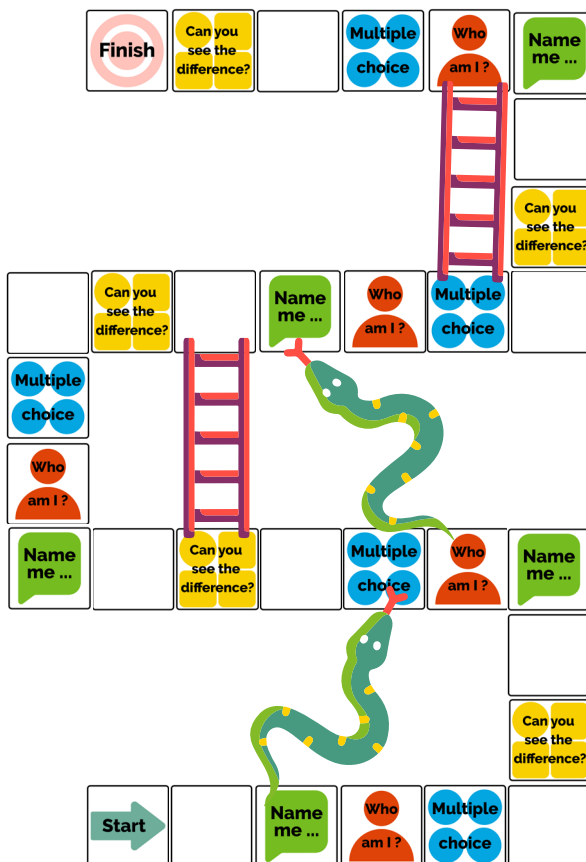 Finish
Can you
see the
difference?
Multiple
choice
Who
am I ?
Name
me ...
Can you
see the
difference?
Can you
see the
difference?
Name
me ...
Who
am I ?
Multiple
choice
Multiple
choice
Who
am I ?
Name
me ...
Can you
see the
difference?
Multiple
choice
Who
am I ?
Name
me ...
Can you
see the
difference?
Start
Name
me ...
Who
am I ?
Multiple
choice